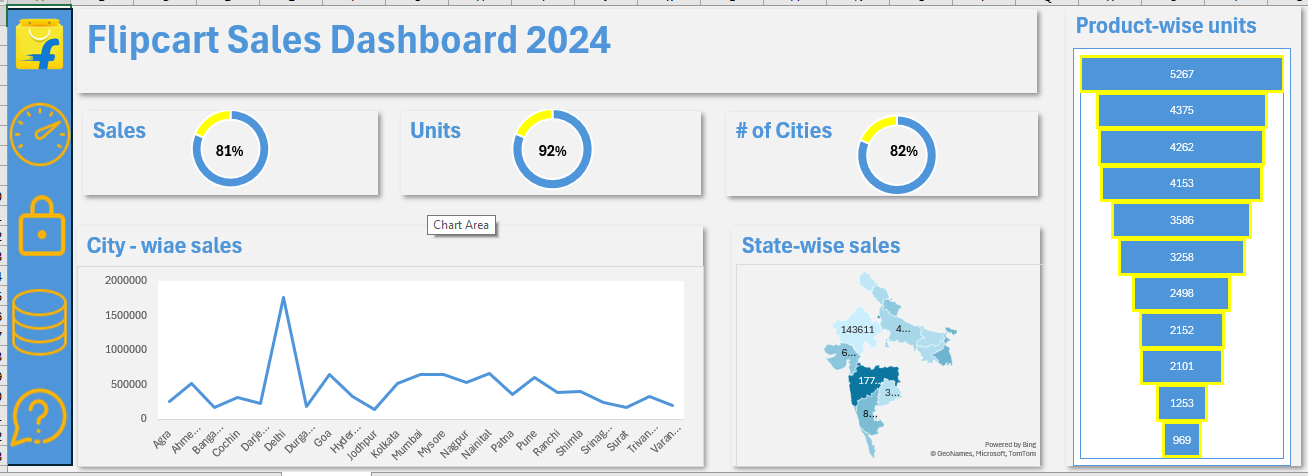 Flipcart Sales Dashboard 2024
Product-wise units
Sales
81%
Units
92%
# of Cities
82%
Chart Area
City - wiae sales
2000000
1500000
1000000
500000
0
Agra
Ahme...
Banga...
Cochin
Darje...
Delhi
Durga...
Goa
Hyder...
Jodhpur
Kolkata
Mumbai
Mysore
Nagpur
Nainital
Patna
Pune
Ranchi
Shimla
Srinag...
Surat
Trivan...
Varan...
State-wise sales
143611
4...
6...
177...
3...
8...
Powered by Bing
© GeoNames, Microsoft, TomTom
5267
4375
4262
4153
3586
3258
2498
2152
2101
1253
969